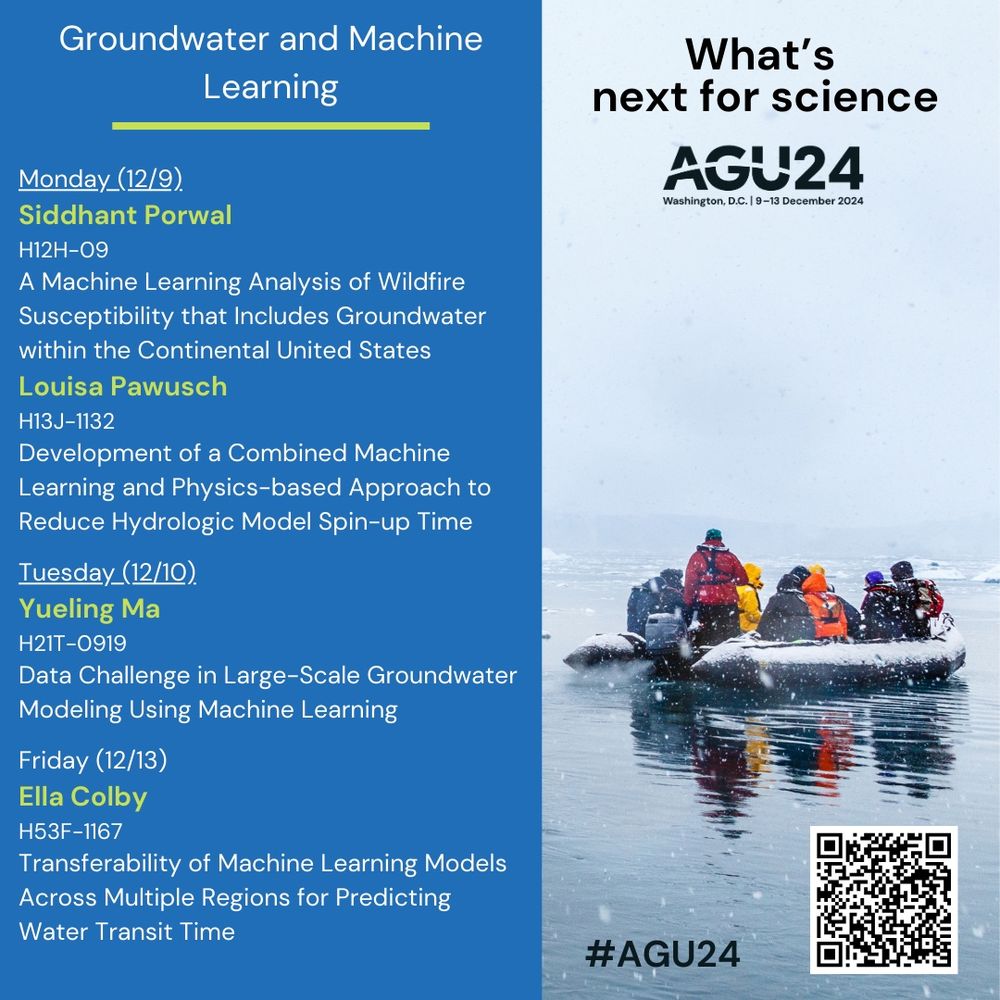 Groundwater and Machine
Learning
Monday (12/9)
Siddhant Porwal
H12H-09
A Machine Learning Analysis of Wildfire
Susceptibility that Includes Groundwater
within the Continental United States
Louisa Pawusch
H13J-1132
Development of a Combined Machine
Learning and Physics-based Approach to
Reduce Hydrologic Model Spin-up Time
Tuesday (12/10)
Yueling Ma
H21T-0919
Data Challenge in Large-Scale Groundwater
Modeling Using Machine Learning
Friday (12/13)
Ella Colby
H53F-1167
Transferability of Machine Learning Models
Across Multiple Regions for Predicting
Water Transit Time
What's
next for science
AGU24
Washington, D.C. | 9–13 December 2024
#AGU24